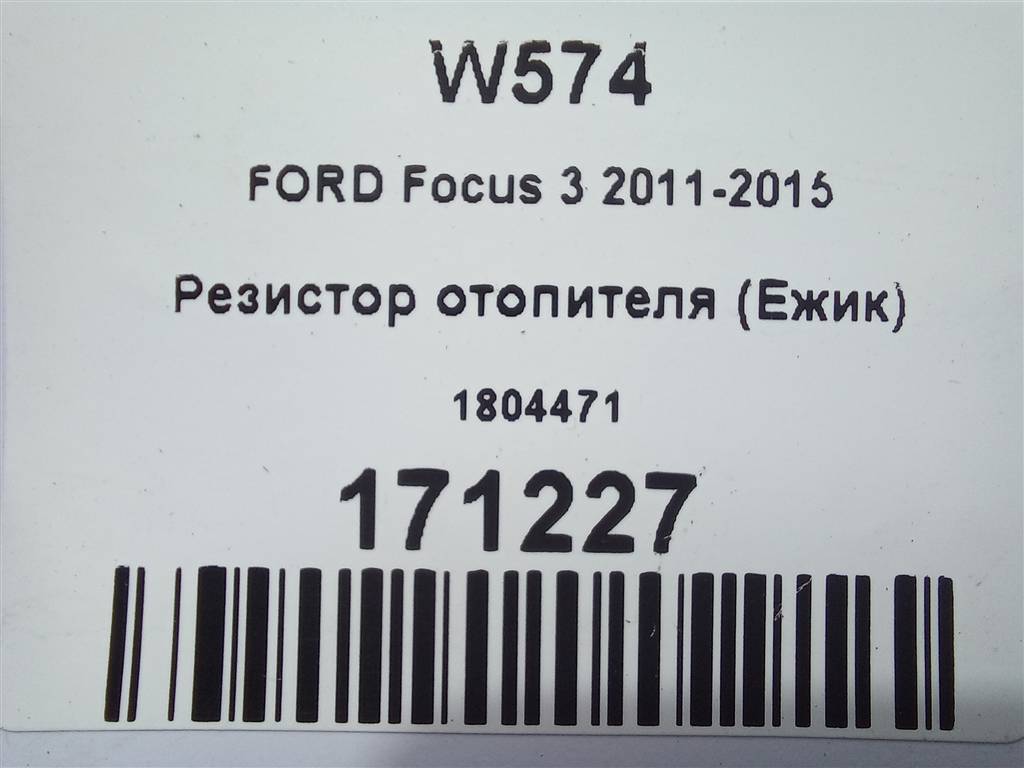 W574
FORD Focus 3 2011-2015
Резистор отопителя (Ежик)
1804471
171227